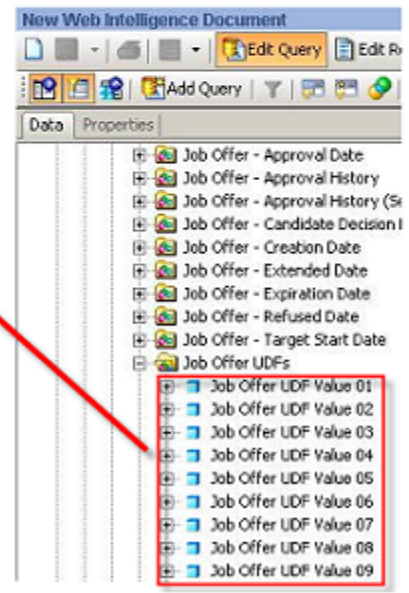 New Web Intelligence Document
Edit Query Edit R
Add Query
Data Properties
Job Offer - Approval Date
Job Offer - Approval History
Job Offer - Approval History (Se
Job Offer - Candidate Decision
Job Offer - Creation Date
Job Offer - Extended Date
Job Offer - Expiration Date
Job Offer - Refused Date
Job Offer - Target Start Date
Job Offer UDFs
Job Offer UDF Value 01
Job Offer UDF Value 02
Job Offer UDF Value 03
Job Offer UDF Value 04
Job Offer UDF Value 05
Job Offer UDF Value 06
Job Offer UDF Value 07
Job Offer UDF Value 08
Job Offer UDF Value 09